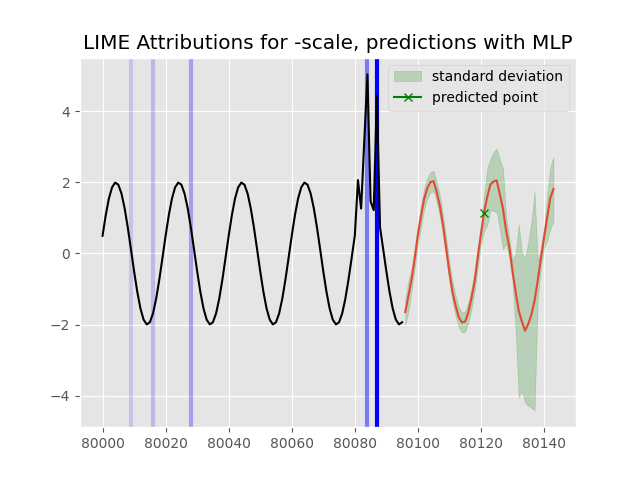 LIME Attributions for -scale, predictions with MLP
standard deviation
predicted point
4
2
0
−2
−4
80000 80020 80040 80060 80080 80100 80120 80140